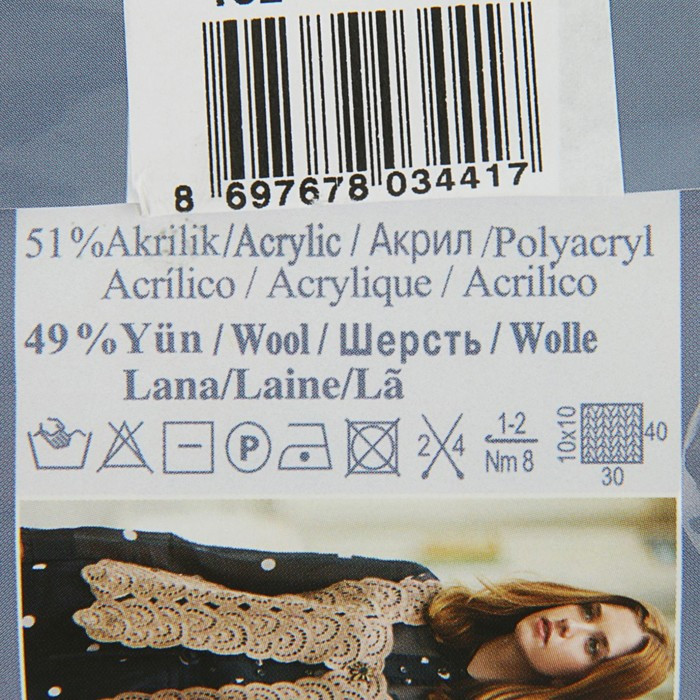 8 697678 034417
51%Akrilik/Acrylic / Акрил /Polyacryl
Acrílico / Acrylique / Acrilico
49%Yün / Wool / Шерсть / Wolle
Lana/Laine/Lã
P 2 4 1-2 Nm 8 10x10 40 30